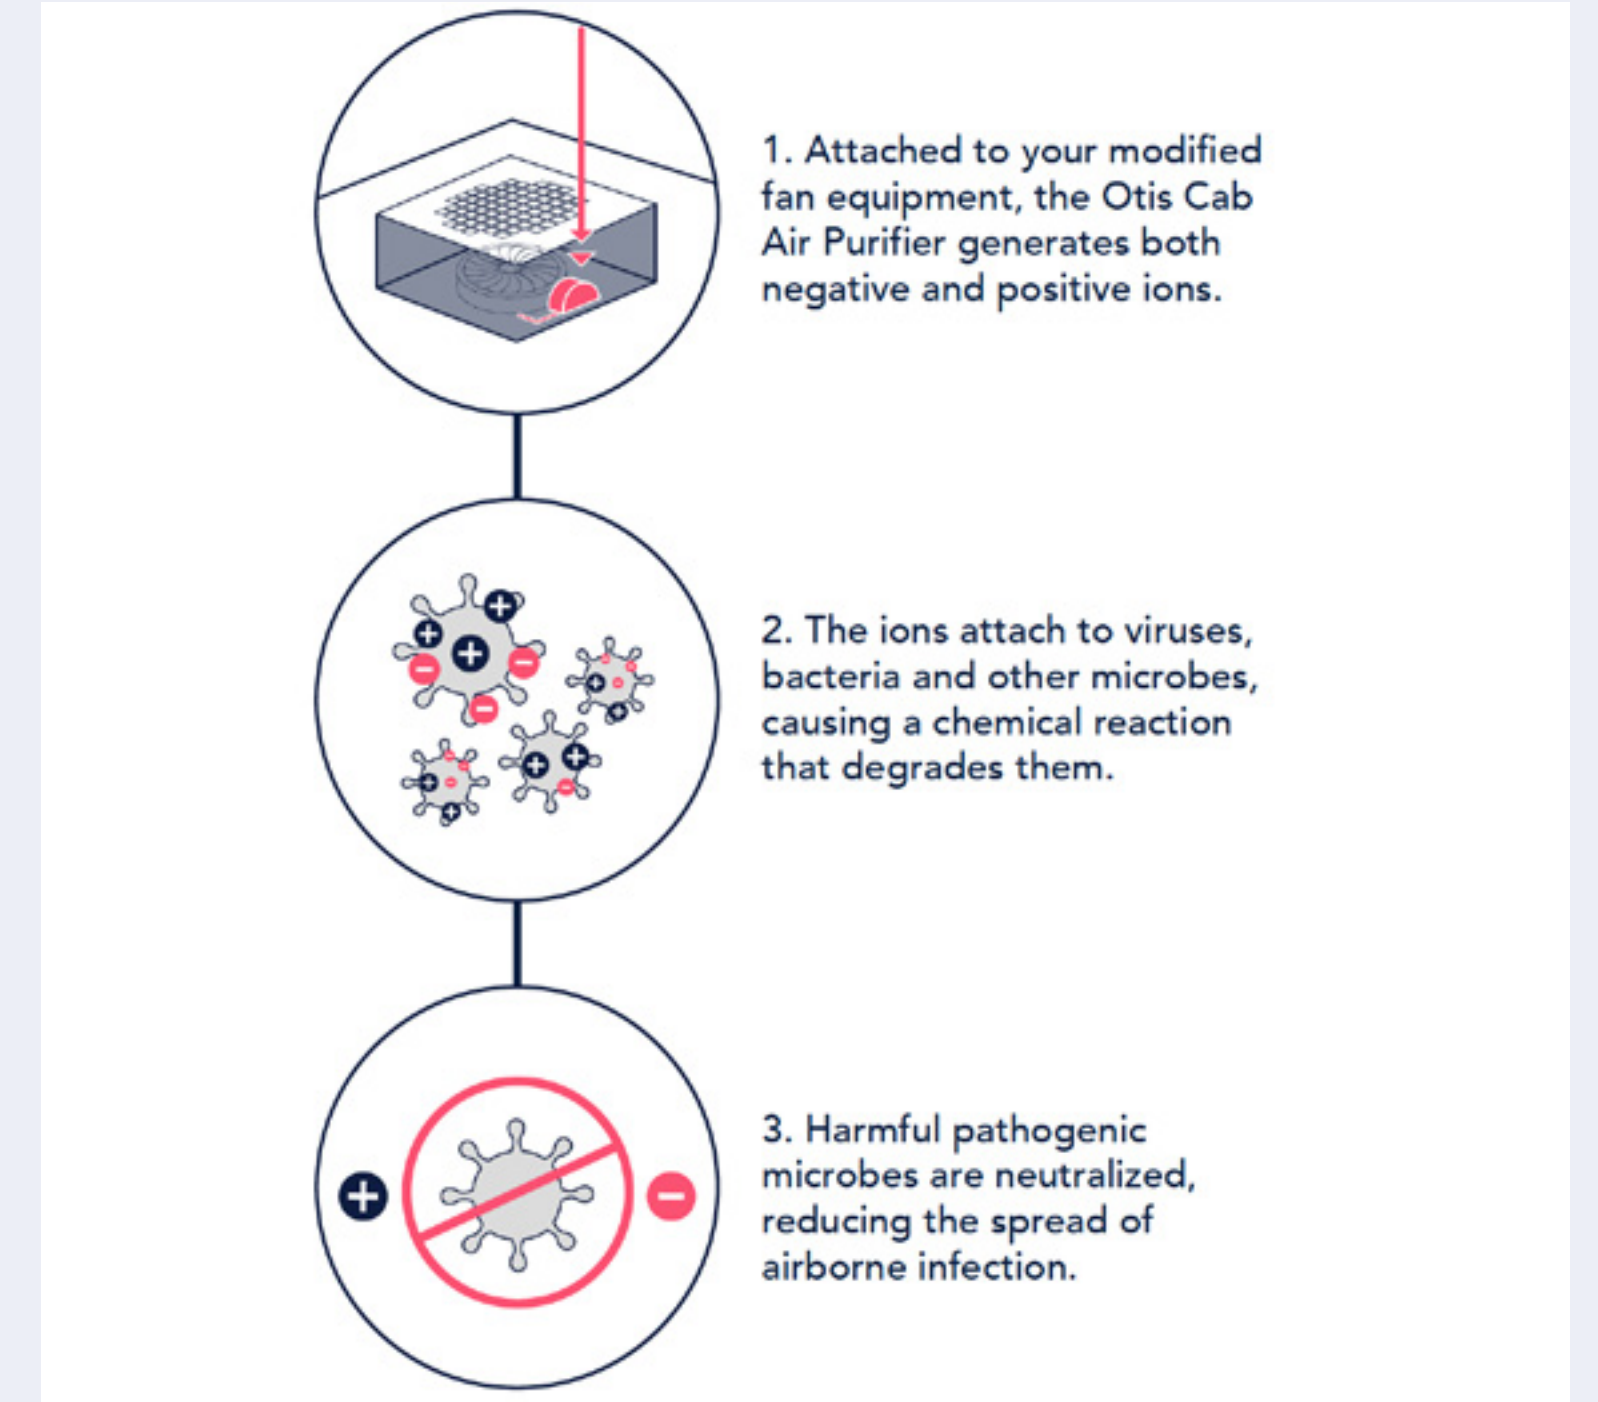 1. Attached to your modified
fan equipment, the Otis Cab
Air Purifier generates both
negative and positive ions.
2. The ions attach to viruses,
bacteria and other microbes,
causing a chemical reaction
that degrades them.
3. Harmful pathogenic
microbes are neutralized,
reducing the spread of
airborne infection.